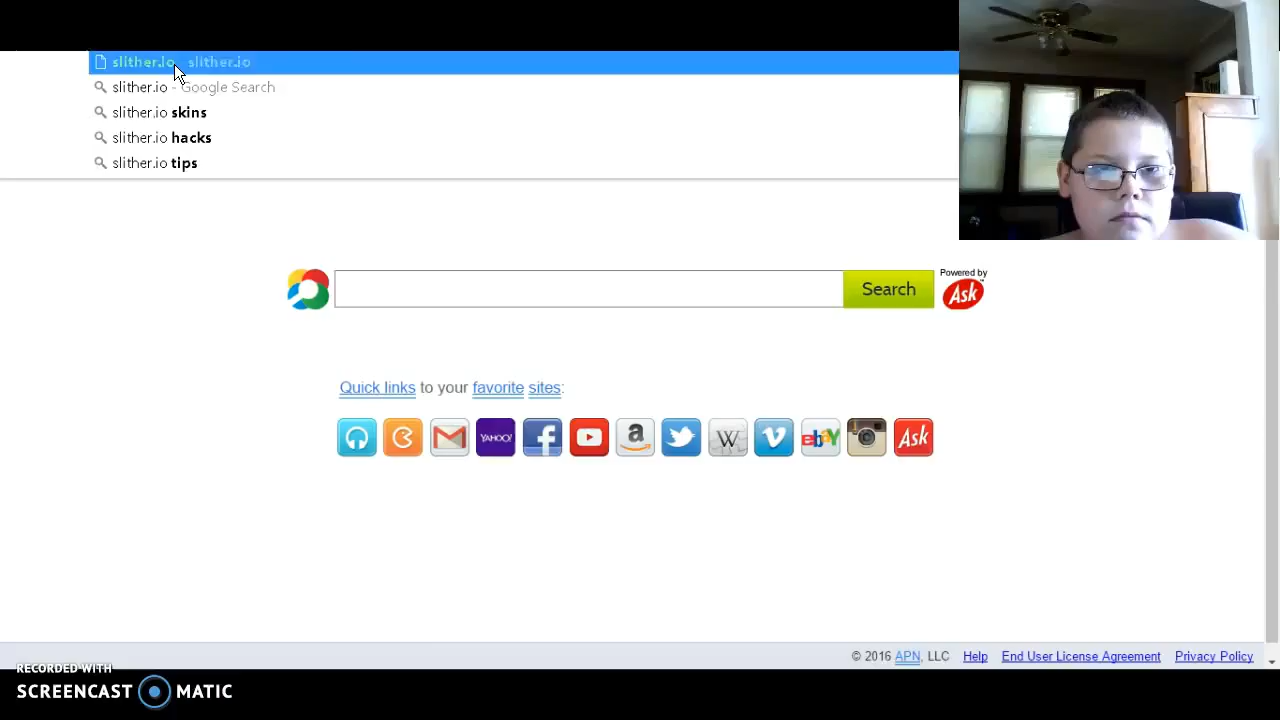 slither.io - slither.io
slither.io - Google Search
slither.io skins
slither.io hacks
slither.io tips
Search
Powered by
Ask
Quick links to your favorite sites:
YAHOO!
f
a
W
v
ebay
Ask
© 2016 APN, LLC Help End User License Agreement Privacy Policy
RECORDED WITH
SCREENCAST MATIC